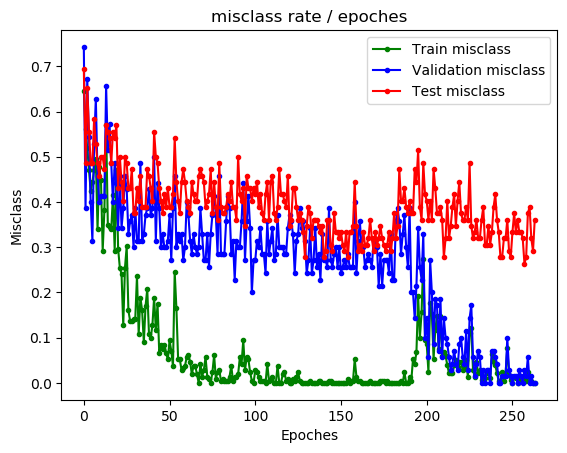 misclass rate / epoches
Train misclass
Validation misclass
Test misclass
Misclass
0.7
0.6
0.5
0.4
0.3
0.2
0.1
0.0
0 50 100 150 200 250
Epoches